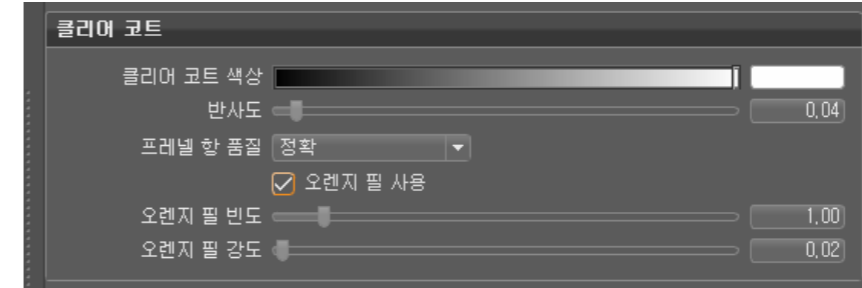 클리어 코트
클리어 코트 색상
반사도 0,04
프레넬 항 품질 정확
오렌지 필 사용
오렌지 필 빈도 1,00
오렌지 필 강도 0,02